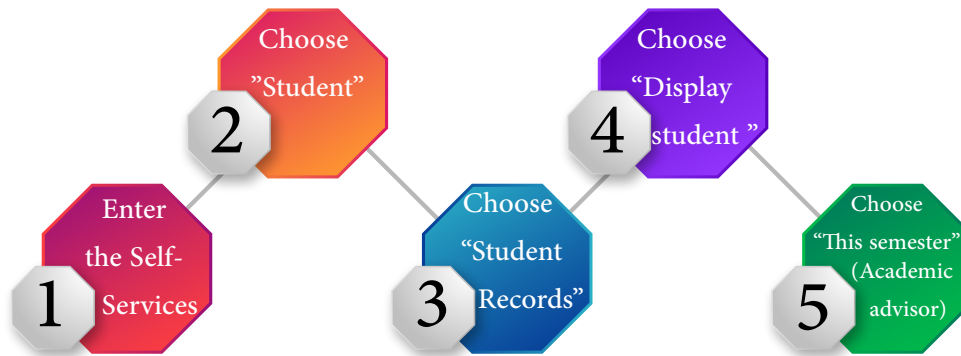 1
Enter
the Self-
Services
2
Choose
”Student”
3
Choose
“Student
Records”
4
Choose
“Display
student ”
5
Choose
“This semester”
(Academic
advisor)